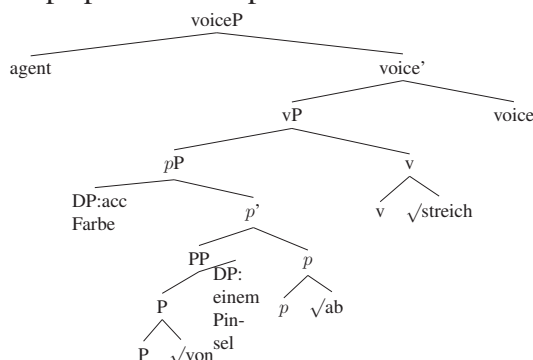 voiceP
agent voice’
vP voice
pP v
DP:acc
Farbe
p’
v √streich
PP p
DP:
einem
Pin-
sel
P
p √ab
P √von